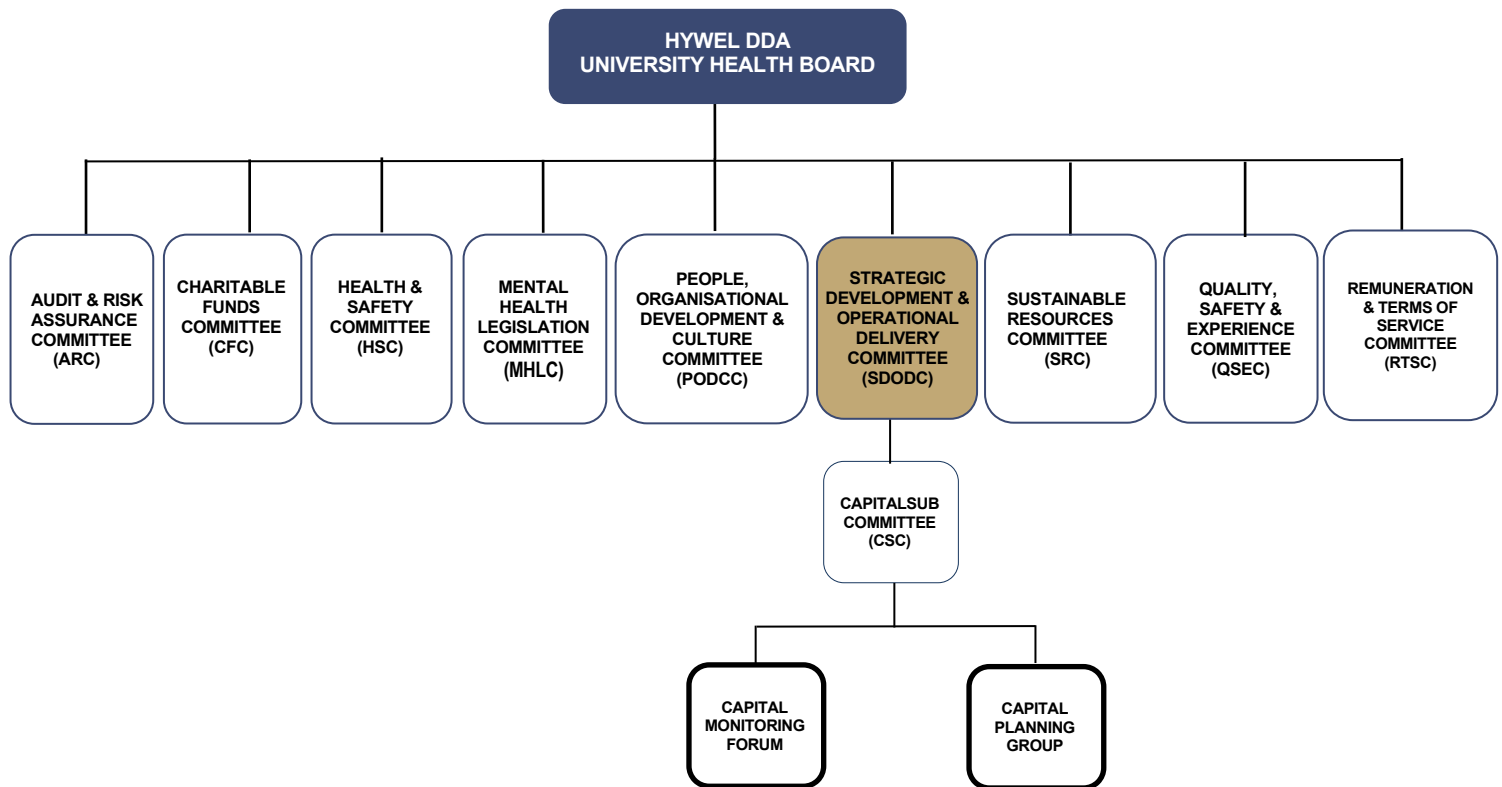 HYWEL DDA
UNIVERSITY HEALTH BOARD
AUDIT & RISK
ASSURANCE
COMMITTEE
(ARC)
CHARITABLE
FUNDS
COMMITTEE
(CFC)
HEALTH &
SAFETY
COMMITTEE
(HSC)
MENTAL
HEALTH
LEGISLATION
COMMITTEE
(MHLC)
PEOPLE,
ORGANISATIONAL
DEVELOPMENT &
CULTURE
COMMITTEE
(PODCC)
STRATEGIC
DEVELOPMENT &
OPERATIONAL
DELIVERY
COMMITTEE
(SDODC)
SUSTAINABLE
RESOURCES
COMMITTEE
(SRC)
QUALITY,
SAFETY &
EXPERIENCE
COMMITTEE
(QSEC)
REMUNERATION
& TERMS OF
SERVICE
COMMITTEE
(RTSC)
CAPITALSUB
COMMITTEE
(CSC)
CAPITAL
MONITORING
FORUM
CAPITAL
PLANNING
GROUP